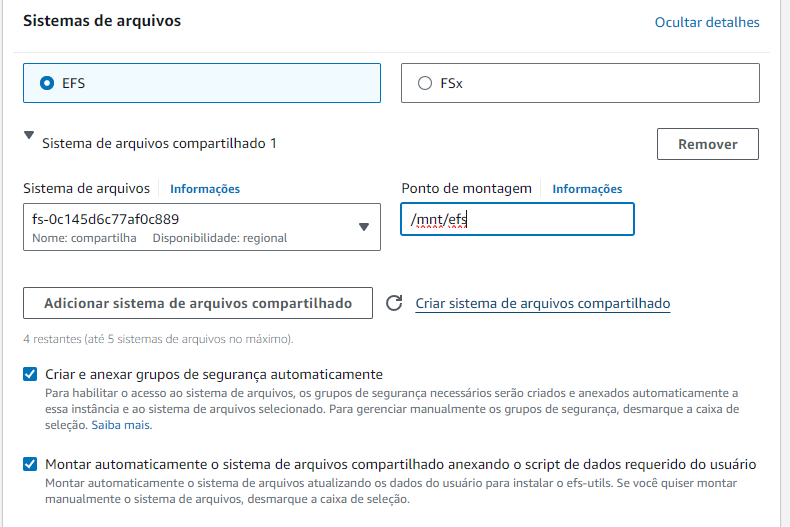 Sistemas de arquivos
Ocultar detalhes
EFS
FSx
Sistema de arquivos compartilhado 1
Remover
Sistema de arquivos
Informações
Ponto de montagem
Informações
fs-0c145d6c77af0c889
Nome: compartilha Disponibilidade: regional
/mnt/efs
Adicionar sistema de arquivos compartilhado
Criar sistema de arquivos compartilhado
4 restantes (até 5 sistemas de arquivos no máximo).
Criar e anexar grupos de segurança automaticamente
Para habilitar o acesso ao sistema de arquivos, os grupos de segurança necessários serão criados e anexados automaticamente a
essa instância e ao sistema de arquivos selecionado. Para gerenciar manualmente os grupos de segurança, desmarque a caixa de
seleção. Saiba mais.
Montar automaticamente o sistema de arquivos compartilhado anexando o script de dados requerido do usuário
Montar automaticamente o sistema de arquivos atualizando os dados do usuário para instalar o efs-utils. Se você quiser montar
manualmente o sistema de arquivos, desmarque a caixa de seleção.